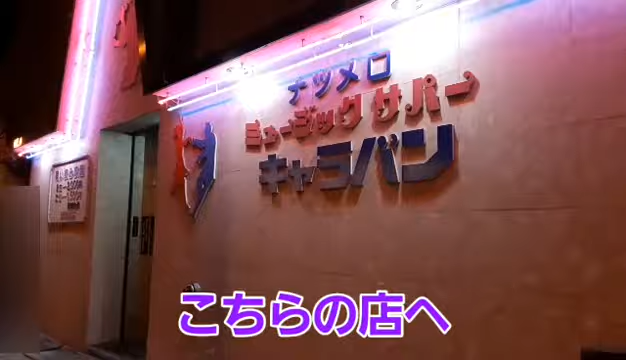 ナツメロ
ミュージックサパー
キャラバン
こちらの店へ